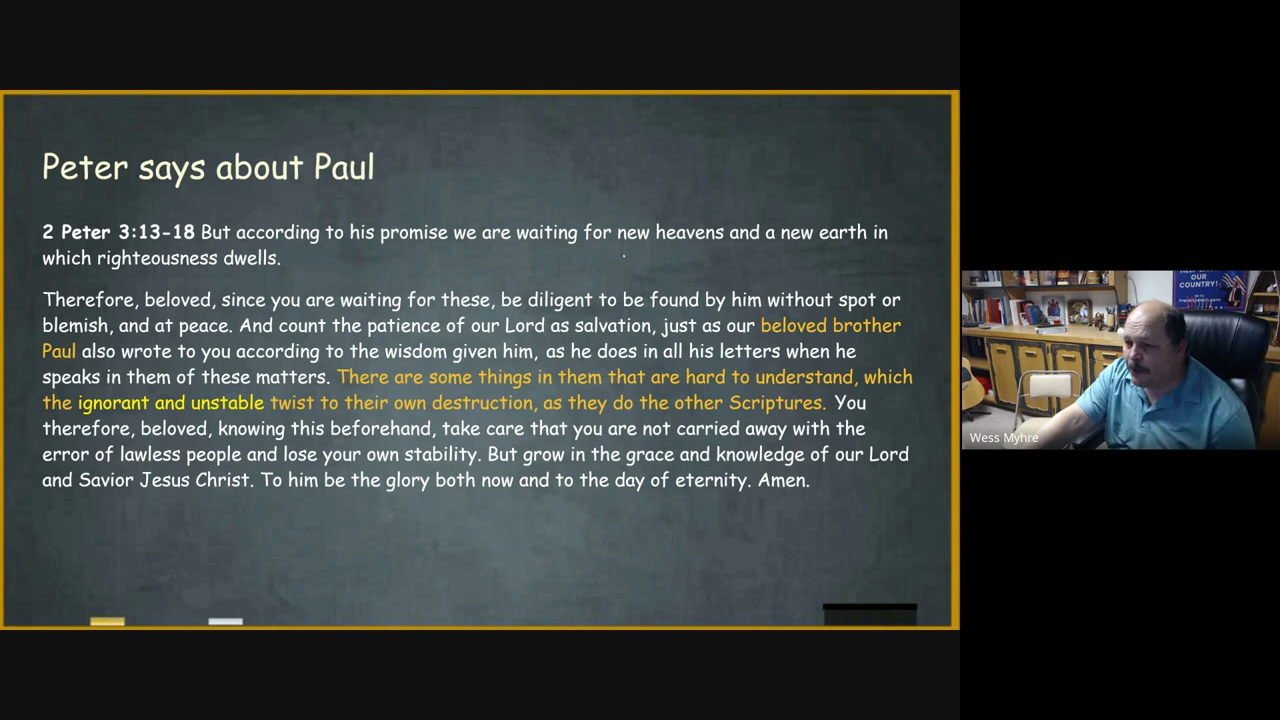 Peter says about Paul
2 Peter 3:13-18 But according to his promise we are waiting for new heavens and a new earth in
which righteousness dwells.
Therefore, beloved, since you are waiting for these, be diligent to be found by him without spot or
blemish, and at peace. And count the patience of our Lord as salvation, just as our beloved brother
Paul also wrote to you according to the wisdom given him, as he does in all his letters when he
speaks in them of these matters. There are some things in them that are hard to understand, which
the ignorant and unstable twist to their own destruction, as they do the other Scriptures. You
therefore, beloved, knowing this beforehand, take care that you are not carried away with the
error of lawless people and lose your own stability. But grow in the grace and knowledge of our Lord
and Savior Jesus Christ. To him be the glory both now and to the day of eternity. Amen.
OUR
COUNTRY!
Wess Myhre